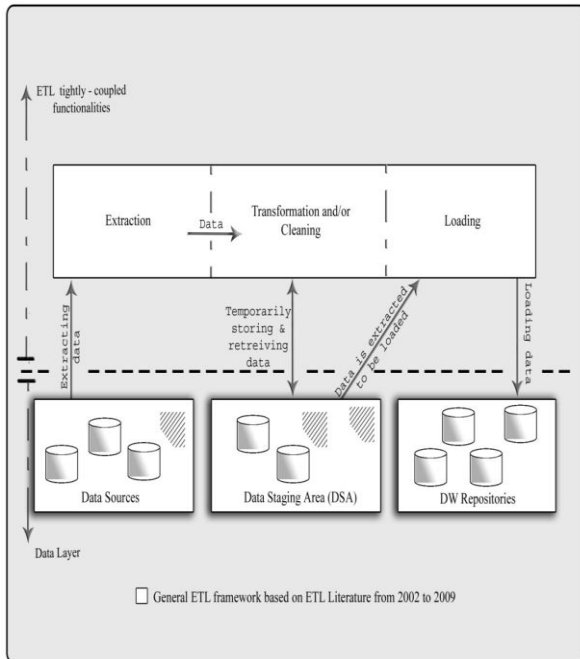 ETL tightly - coupled
functionalities
Extraction
Data
Transformation and/or
Cleaning
Loading
Extracting
data
Temporarily
storing &
retreiving
data
Data is extracted
to be loaded
Loading data
Data Sources
Data Staging Area (DSA)
DW Repositories
Data Layer
General ETL framework based on ETL Literature from 2002 to 2009